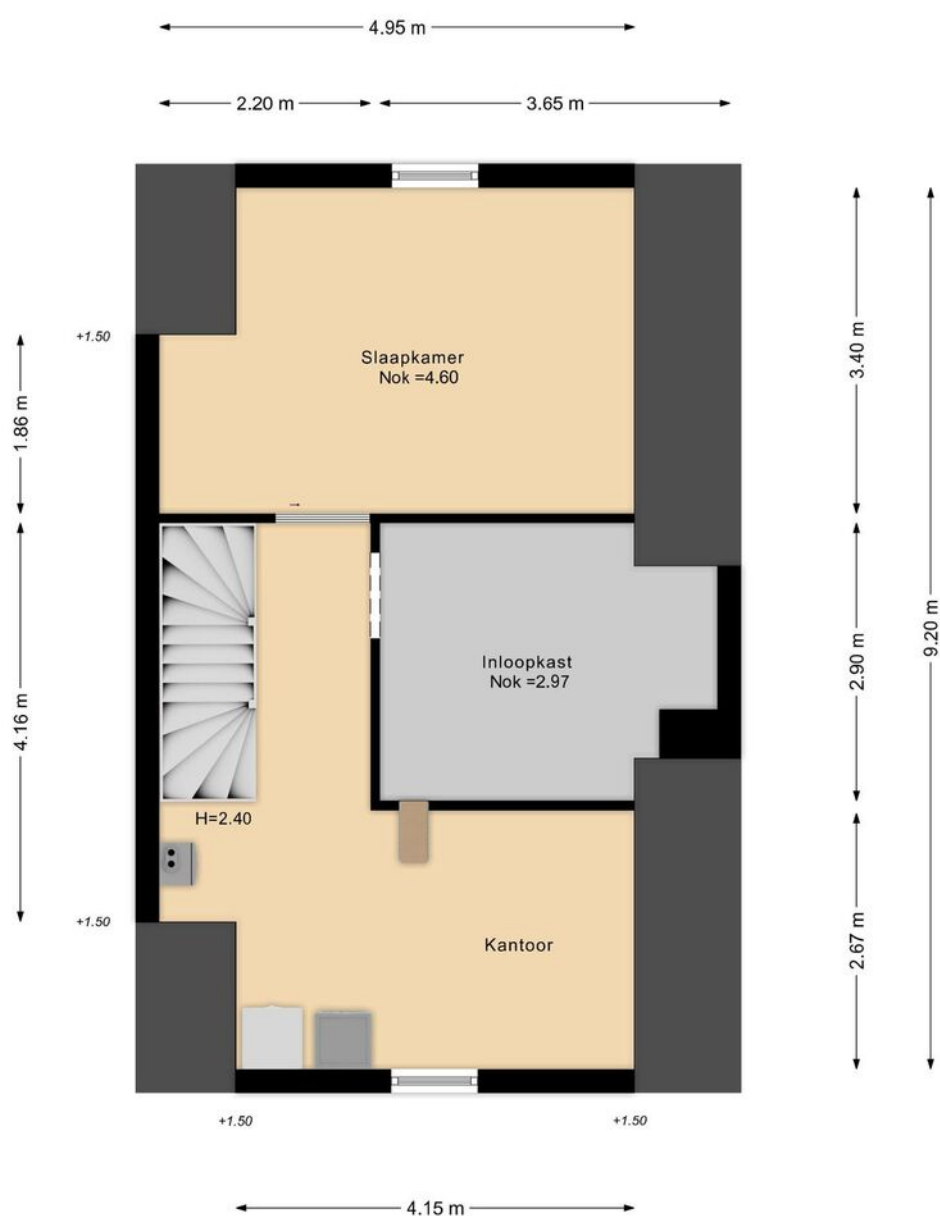 4.95 m
2.20 m
3.65 m
+1.50
Slaapkamer
Nok =4.60
3.40 m
1.86 m
9.20 m
Inloopkast
Nok =2.97
2.90 m
4.16 m
H=2.40
+1.50
Kantoor
2.67 m
+1.50
+1.50
4.15 m